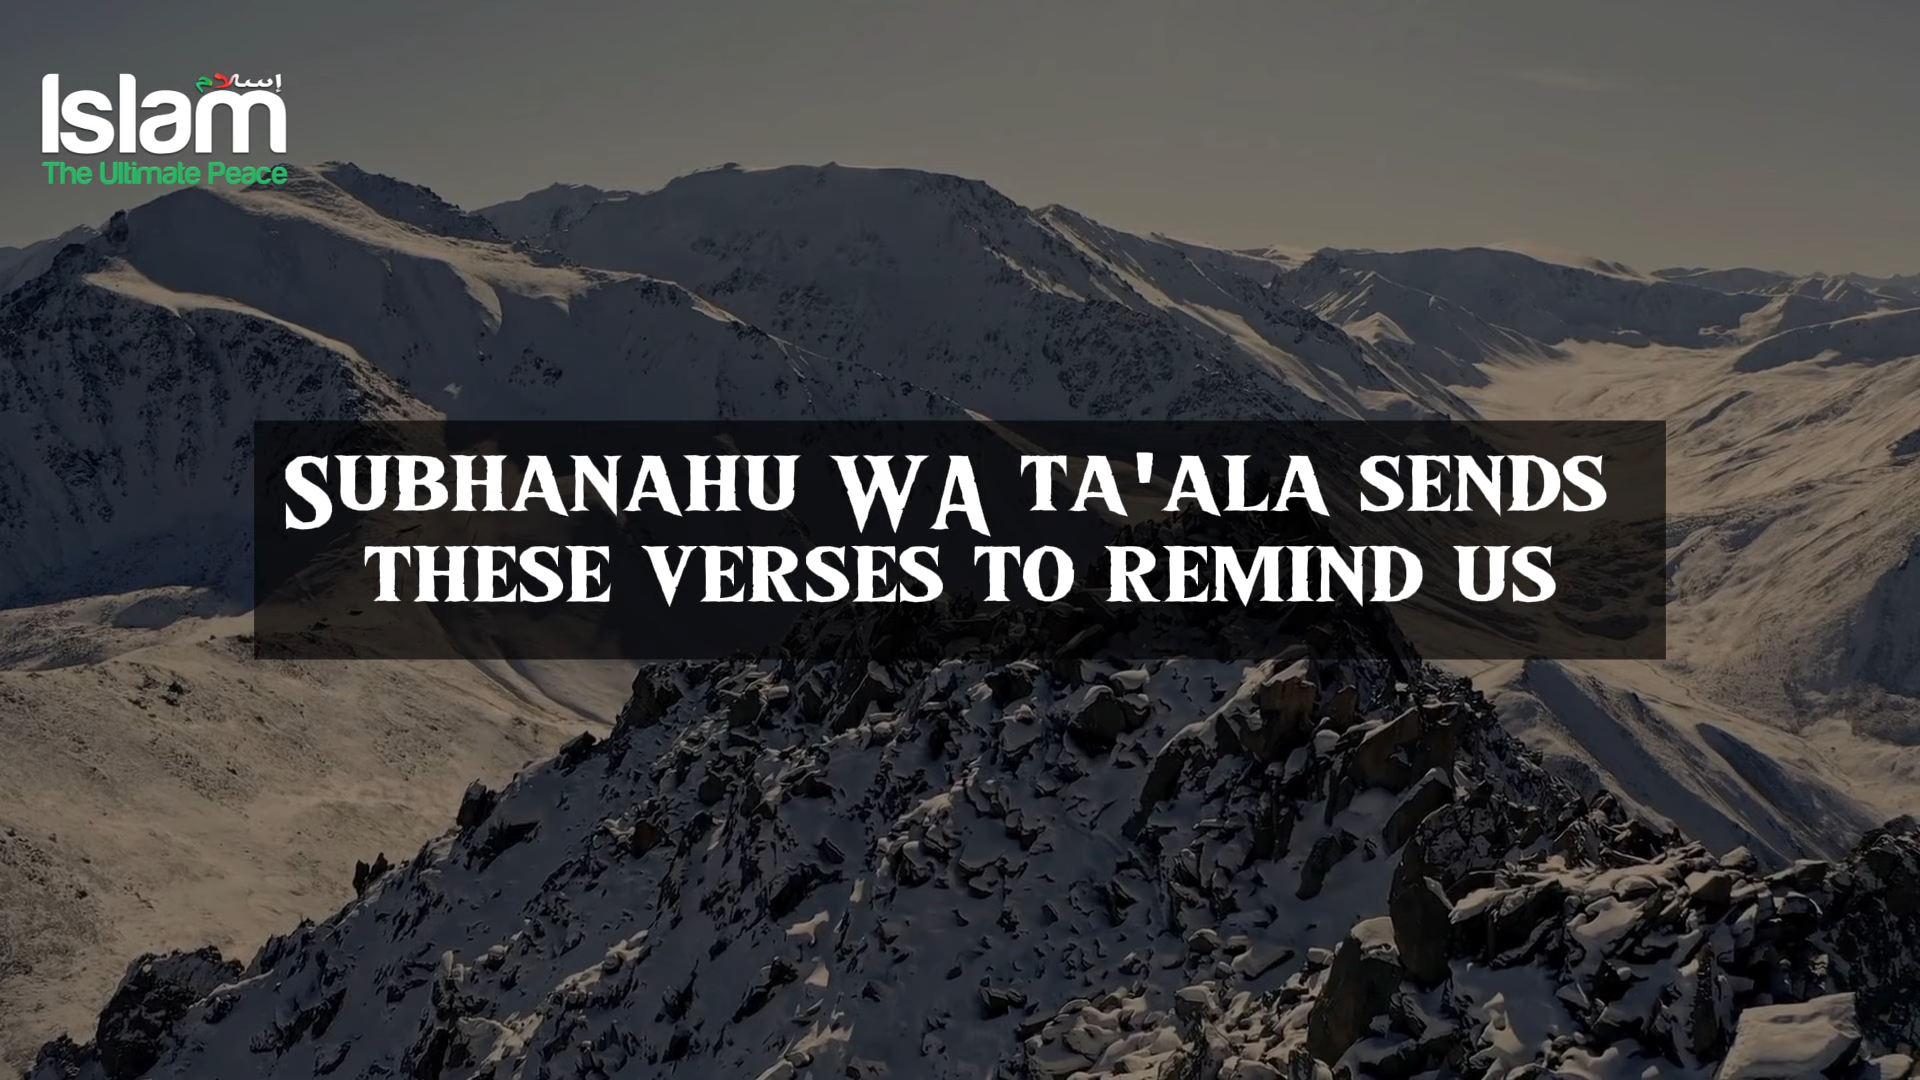 إسلام
Islam
The Ultimate Peace
Subhanahu WA ta'ala sends
these verses to remind us